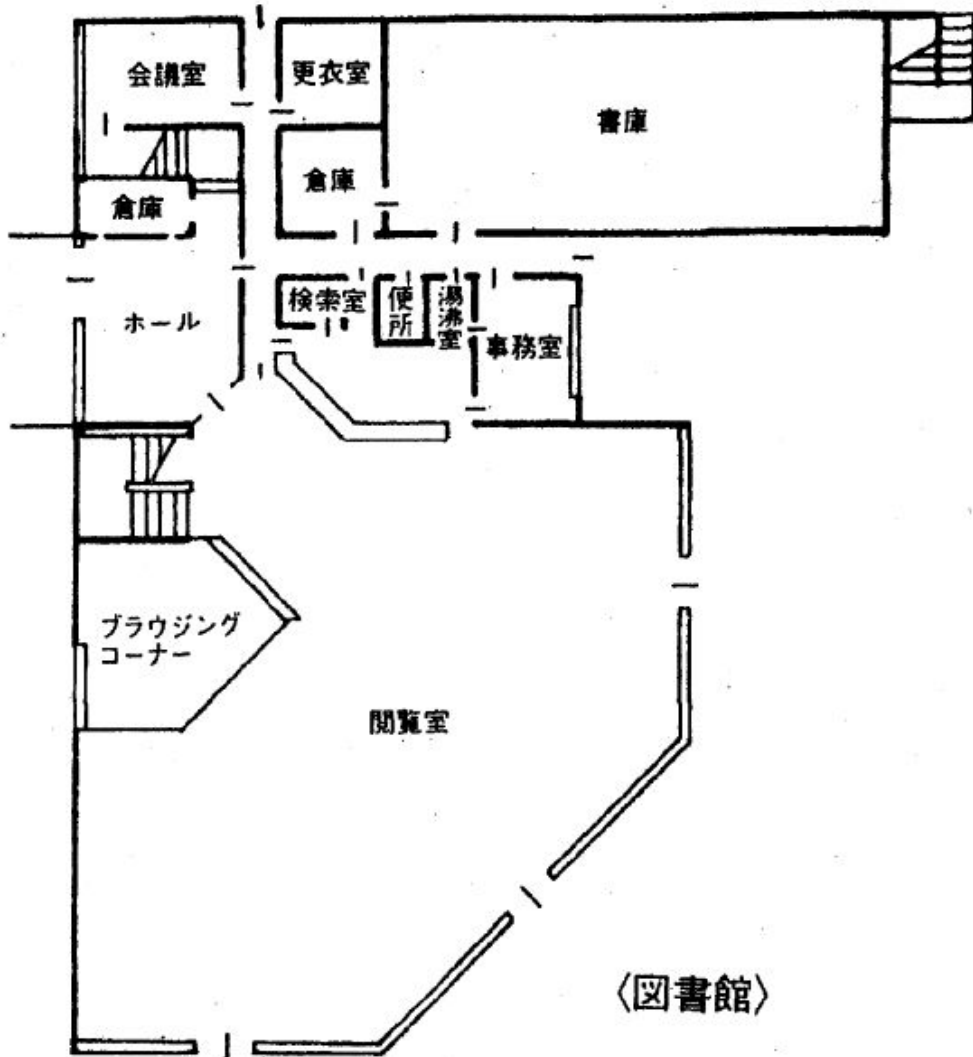 会議室
更衣室
書庫
倉庫
倉庫
ホール
検索室
便所
湯沸室
事務室
ブラウジング
コーナー
閲覧室
〈図書館〉